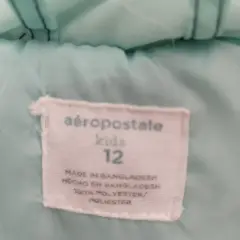 aéropostale
kids
12
MADE IN BANGLADESH
HECHO EN BANGLADESH
100% POLYESTER/
POLIESTER